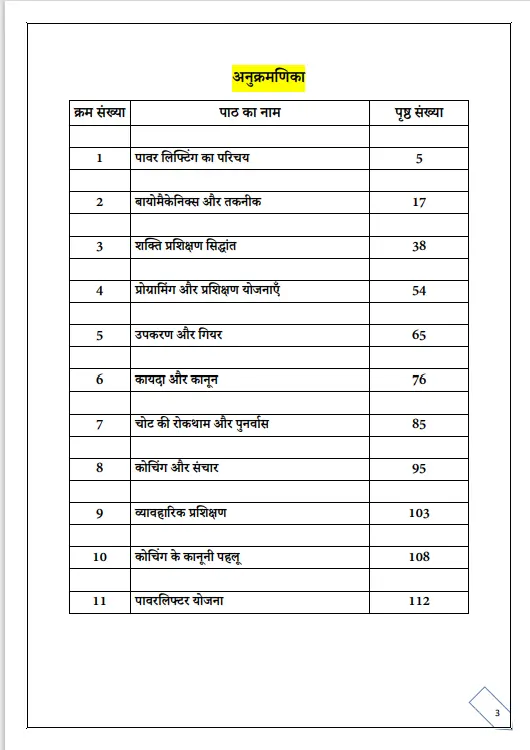 अनुक्रमणिका
क्रम संख्या पाठ का नाम पृष्ठ संख्या
1 पावर लिफ्टिंग का परिचय 5
2 बायोमैकेनिक्स और तकनीक 17
3 शक्ति प्रशिक्षण सिद्धांत 38
4 प्रोग्रामिंग और प्रशिक्षण योजनाएँ 54
5 उपकरण और गियर 65
6 कायदा और कानून 76
7 चोट की रोकथाम और पुनर्वास 85
8 कोचिंग और संचार 95
9 व्यावहारिक प्रशिक्षण 103
10 कोचिंग के कानूनी पहलू 108
11 पावरलिफ्टर योजना 112
3